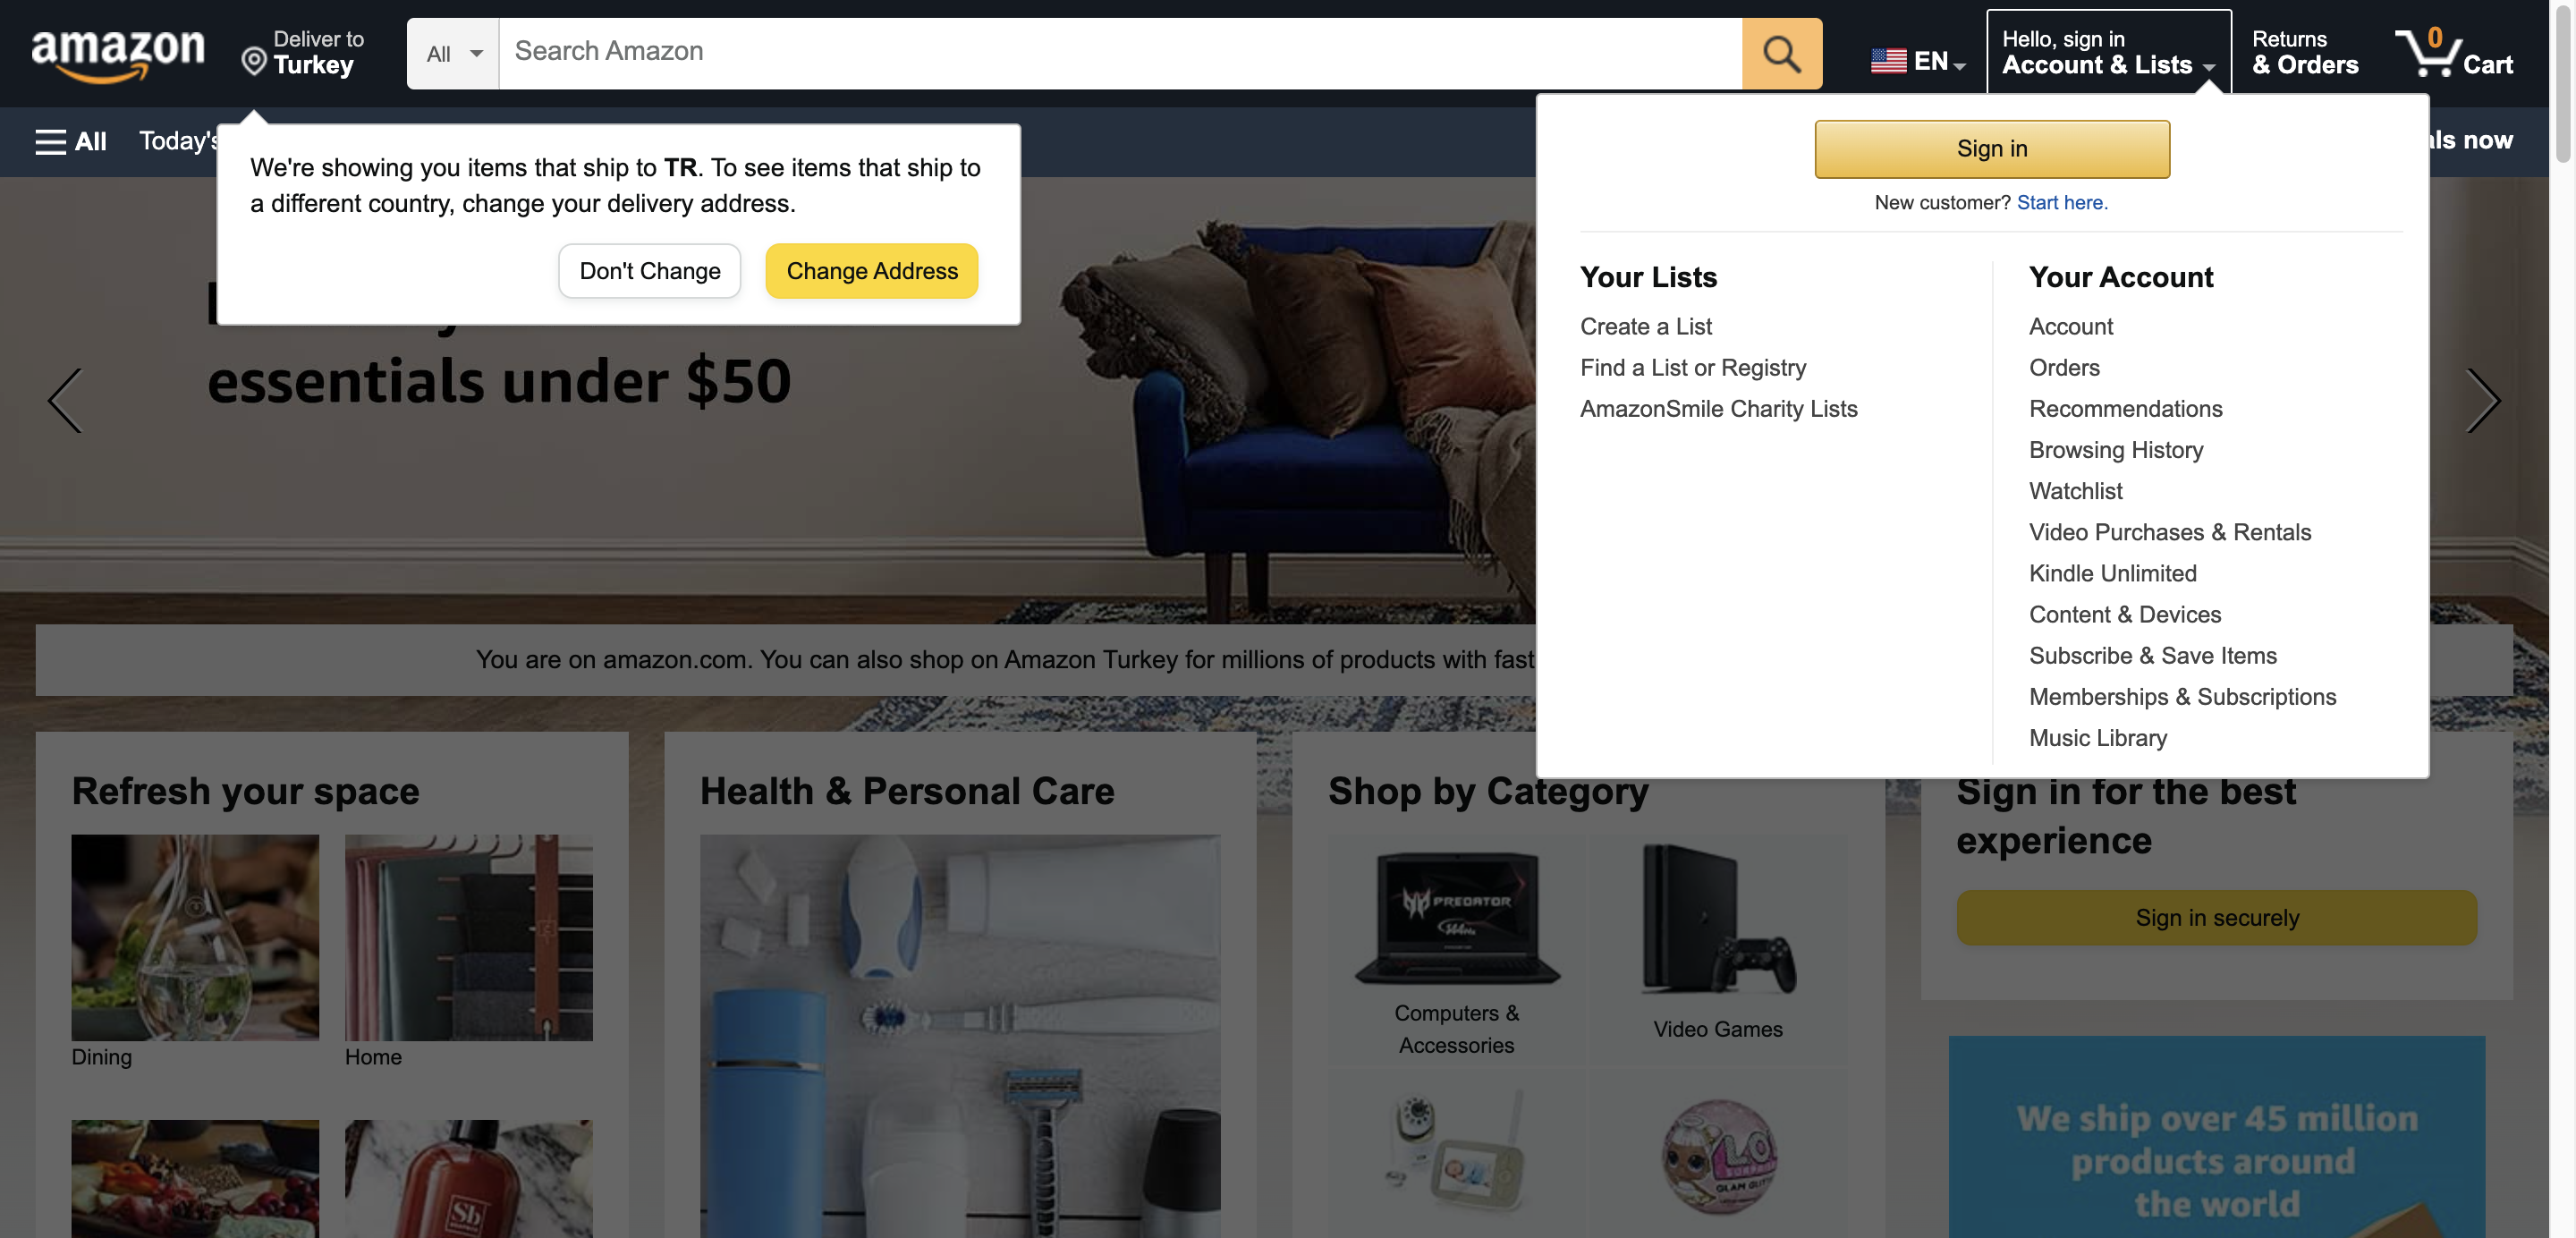 amazon
Deliver to
Turkey
All
Search Amazon
EN
Hello, sign in
Account & Lists
Returns
& Orders
0
Cart
All
Today's
now
We're showing you items that ship to TR. To see items that ship to
a different country, change your delivery address.
Don't Change
Change Address
essentials under $50
Sign in
New customer? Start here.
Your Lists
Create a List
Find a List or Registry
AmazonSmile Charity Lists
Your Account
Account
Orders
Recommendations
Browsing History
Watchlist
Video Purchases & Rentals
Kindle Unlimited
Content & Devices
Subscribe & Save Items
Memberships & Subscriptions
Music Library
You are on amazon.com. You can also shop on Amazon Turkey for millions of products with fast
Refresh your space
Dining
Home
Sb
Health & Personal Care
Shop by Category
PREDATOR
144Hz
Computers &
Accessories
Video Games
L.O.L
SURPRISE
GLAM GLITTER
Sign in for the best
experience
Sign in securely
We ship over 45 million
products around
the world